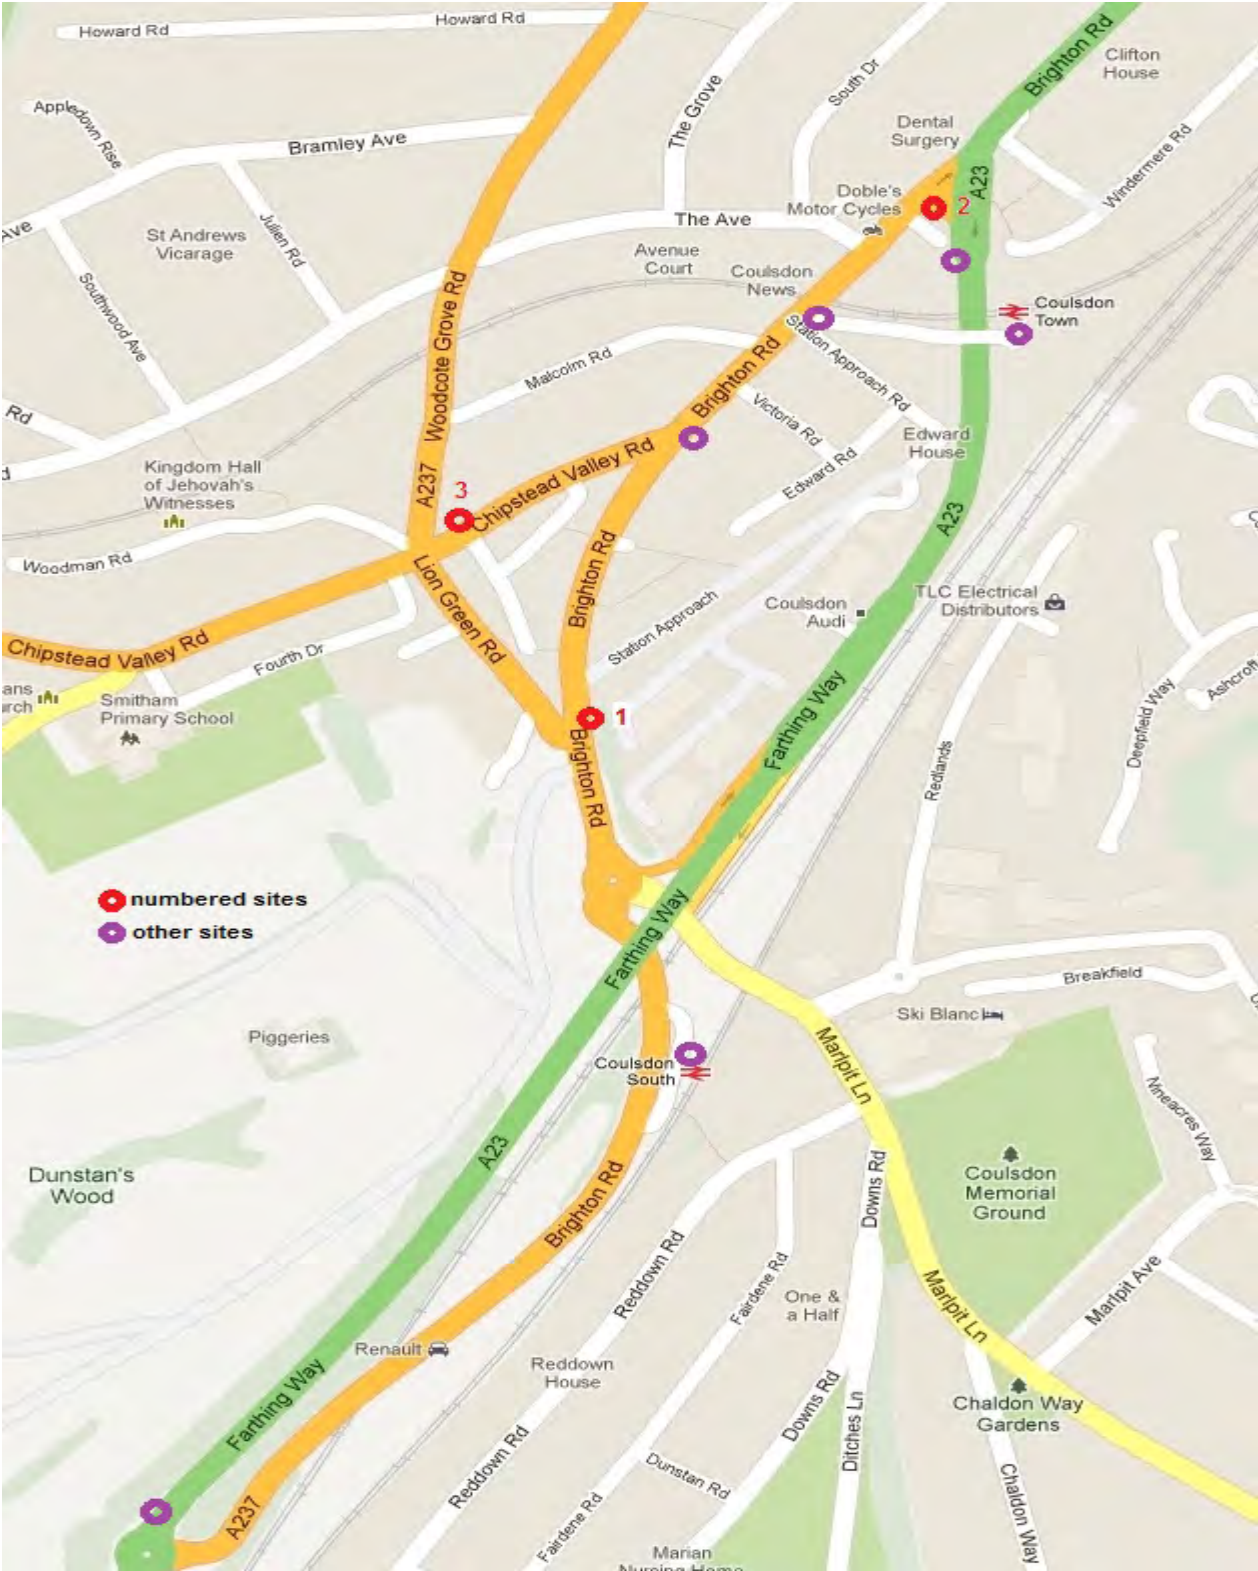 Howard Rd
Howard Rd
Brighton Rd
Clifton
House
South Dr
The Grove
Appledown Rise
Bramley Ave
Dental
Surgery
Windermere Rd
A23
Doble's
Motor Cycles
2
The Ave
Ave
St Andrews
Vicarage
Julien Rd
Avenue
Court
Coulsdon
News
Southwood Ave
Woodcote Grove Rd
Coulsdon
Town
Station Approach Rd
Malcolm Rd
Brighton Rd
Victoria Rd
Rd
Edward
House
Chipstead Valley Rd
Edward Rd
Kingdom Hall
of Jehovah's
Witnesses
A237
3
A23
Woodman Rd
Lion Green Rd
Brighton Rd
Station Approach
Coulsdon
Audi
TLC Electrical
Distributors
Chipstead Valley Rd
Fourth Dr
Ashcroft
Deepfield Way
ans
urch
Smitham
Primary School
1
Farthing Way
Brighton Rd
Redlands
numbered sites
other sites
Farthing Way
Breakfield
Ski Blanc
Piggeries
Marlpit Ln
Coulsdon
South
Nineacres Way
A23
Dunstan's
Wood
Coulsdon
Memorial
Ground
Downs Rd
Brighton Rd
Reddown Rd
Fairdene Rd
Marlpit Ave
One &
a Half
Marlpit Ln
Renault
Reddown
House
Farthing Way
Downs Rd
Ditches Ln
Chaldon Way
Gardens
Reddown Rd
Dunstan Rd
A237
Fairdene Rd
Chaldon Way
Marian
Nursing Home